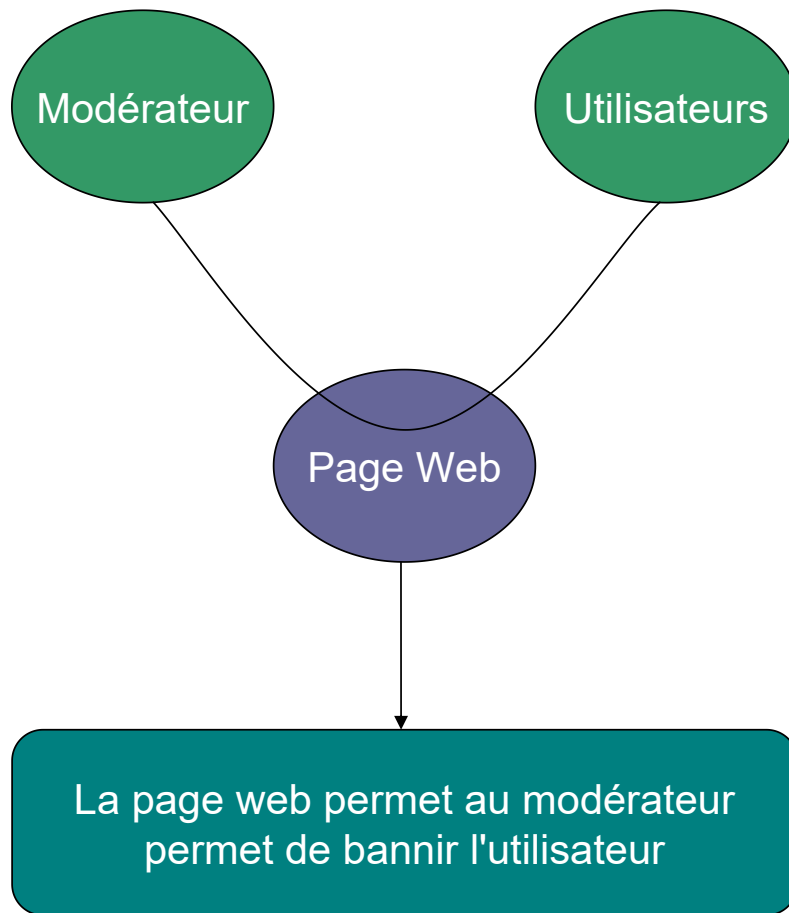 Modérateur
Utilisateurs
Page Web
La page web permet au modérateur
permet de bannir l'utilisateur